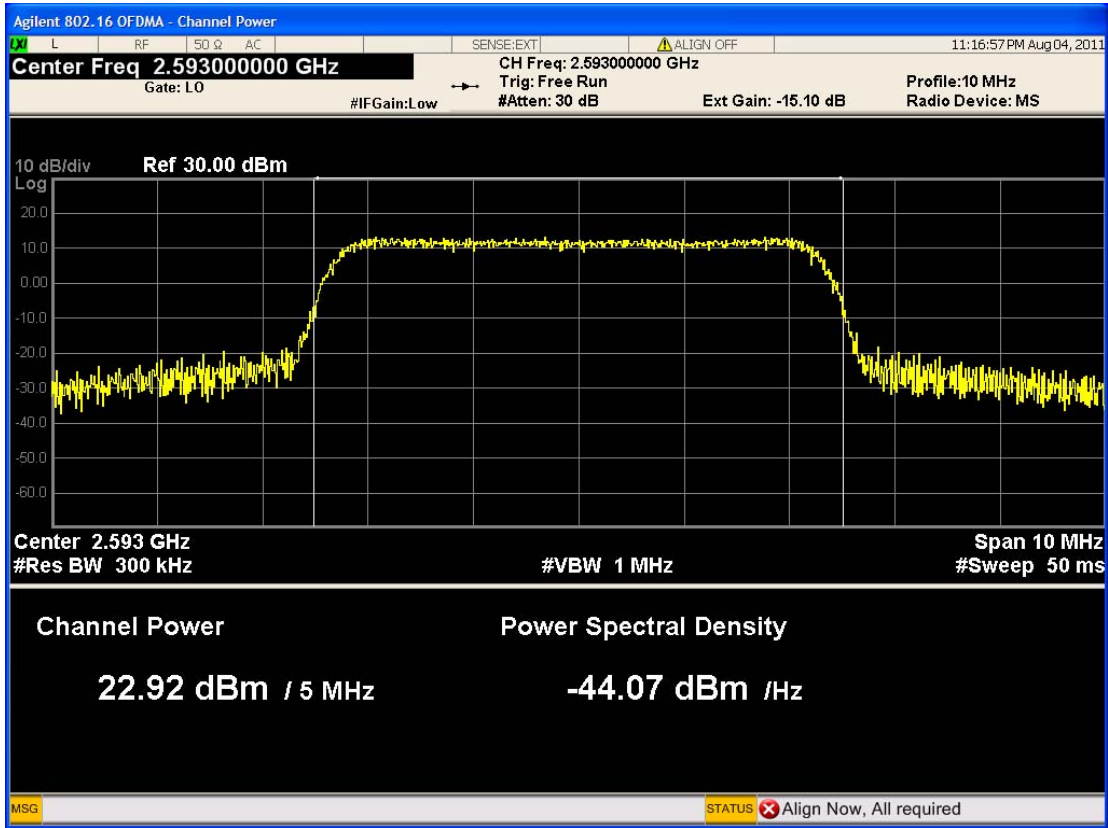 Agilent 802.16 OFDMA - Channel Power
LXI L RF 50 Ω AC SENSE:EXT ALIGN OFF 11:16:57 PM Aug 04, 2011
Center Freq 2.593000000 GHz
Gate: LO
#IFGain:Low
CH Freq: 2.593000000 GHz
Trig: Free Run
#Atten: 30 dB
Ext Gain: -15.10 dB
Profile:10 MHz
Radio Device: MS
10 dB/div Ref 30.00 dBm
Log
20.0
10.0
0.00
-10.0
-20.0
-30.0
-40.0
-50.0
-60.0
Center 2.593 GHz Span 10 MHz
#Res BW 300 kHz #VBW 1 MHz #Sweep 50 ms
Channel Power Power Spectral Density
22.92 dBm / 5 MHz -44.07 dBm /Hz
MSG STATUS Align Now, All required